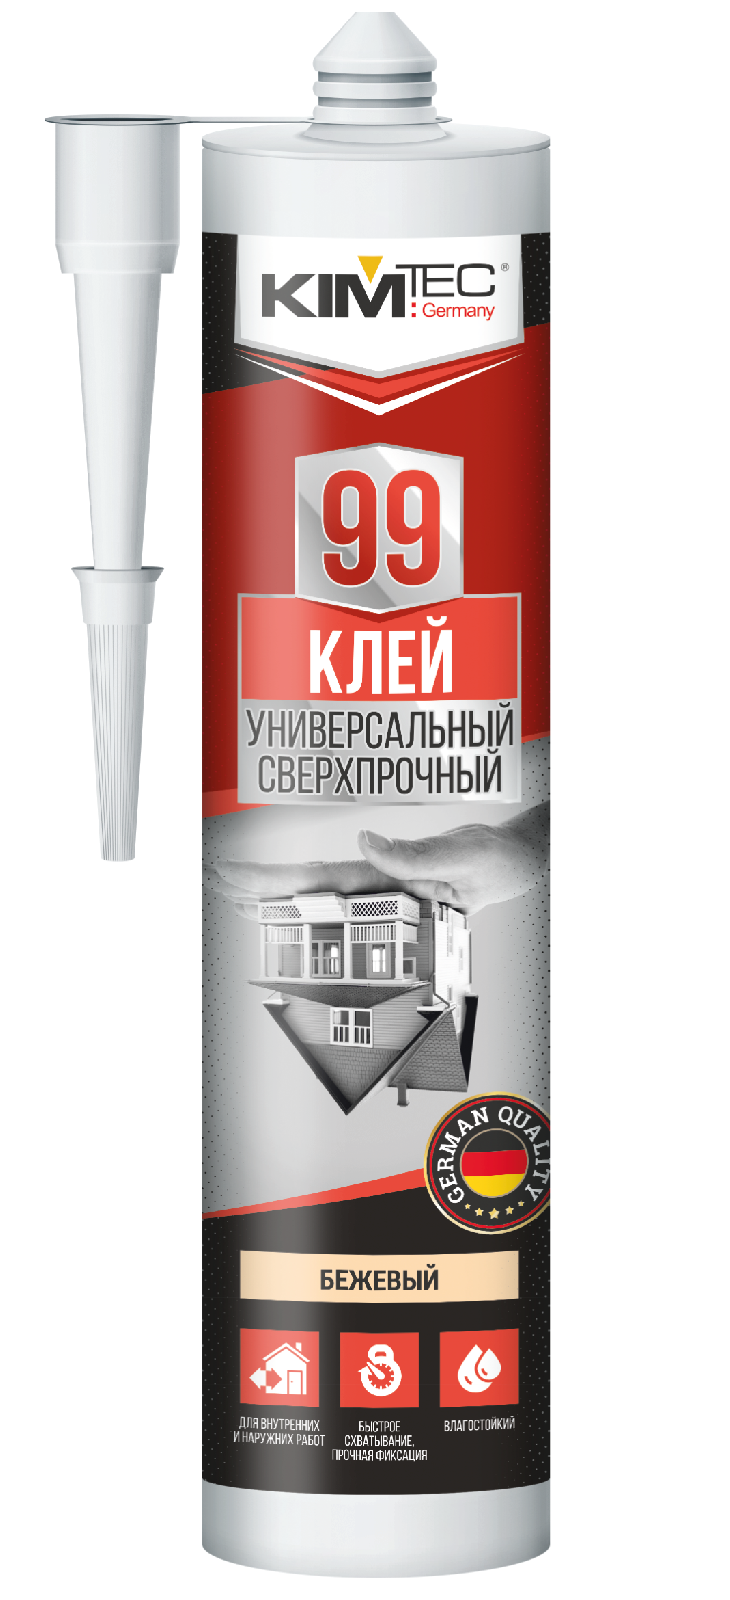 KIMTEC®
: Germany
99
КЛЕЙ
УНИВЕРСАЛЬНЫЙ
СВЕРХПРОЧНЫЙ
GERMAN QUALITY
БЕЖЕВЫЙ
ДЛЯ ВНУТРЕННИХ
И НАРУЖНИХ РАБОТ
БЫСТРОЕ
СХВАТЫВАНИЕ,
ПРОЧНАЯ ФИКСАЦИЯ
ВЛАГОСТОЙКИЙ